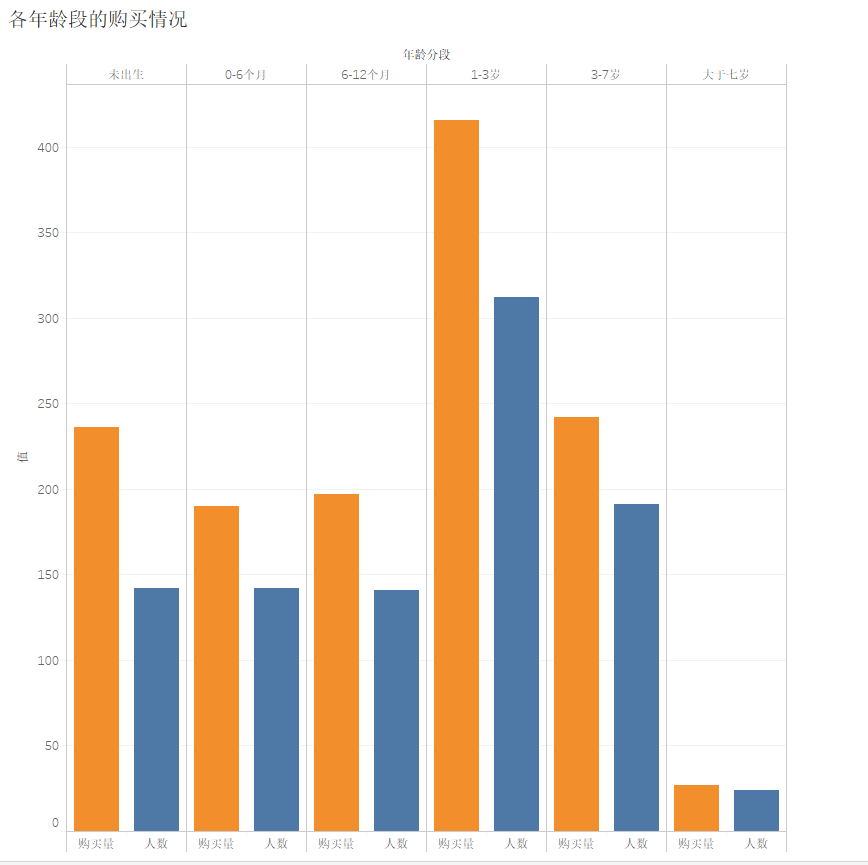 各年龄段的购买情况
年龄分段
未出生 0-6个月 6-12个月 1-3岁 3-7岁 大于七岁
400
350
300
250
值
200
150
100
50
0
购买量 人数 购买量 人数 购买量 人数 购买量 人数 购买量 人数 购买量 人数